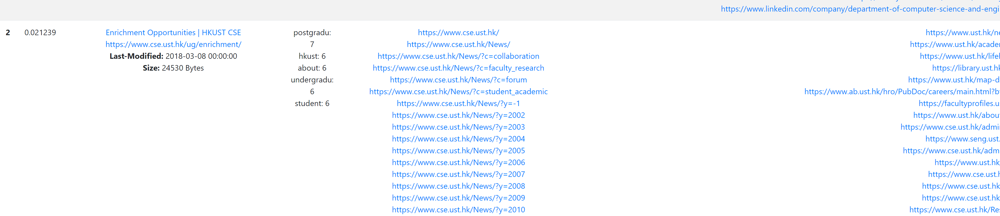 https://www.linkedin.com/company/department-of-computer-science-and-engi
2 0.021239 Enrichment Opportunities | HKUST CSE postgradu: https://www.cse.ust.hk/ https://www.ust.hk/ne
https://www.cse.ust.hk/ug/enrichment/ 7 https://www.cse.ust.hk/News/ https://www.ust.hk/acade
Last-Modified: 2018-03-08 00:00:00 hkust: 6 https://www.cse.ust.hk/News/?c=collaboration https://www.ust.hk/lifeh
Size: 24530 Bytes about: 6 https://www.cse.ust.hk/News/?c=faculty_research https://library.ust.hk
undergradu: https://www.cse.ust.hk/News/?c=forum https://www.ust.hk/map-d
6 https://www.cse.ust.hk/News/?c=student_academic https://www.ab.ust.hk/hro/PubDoc/careers/main.html?b
student: 6 https://www.cse.ust.hk/News/?y=-1 https://facultyprofiles.u
https://www.cse.ust.hk/News/?y=2002 https://www.ust.hk/abou
https://www.cse.ust.hk/News/?y=2003 https://www.cse.ust.hk/admi
https://www.cse.ust.hk/News/?y=2004 https://www.seng.ust.
https://www.cse.ust.hk/News/?y=2005 https://www.cse.ust.hk/adm
https://www.cse.ust.hk/News/?y=2006 https://www.ust.hk
https://www.cse.ust.hk/News/?y=2007 https://www.cse.ust.h
https://www.cse.ust.hk/News/?y=2008 https://www.cse.ust.hk
https://www.cse.ust.hk/News/?y=2009 https://www.cse.ust.hk
https://www.cse.ust.hk/News/?y=2010 https://www.cse.ust.hk/Re